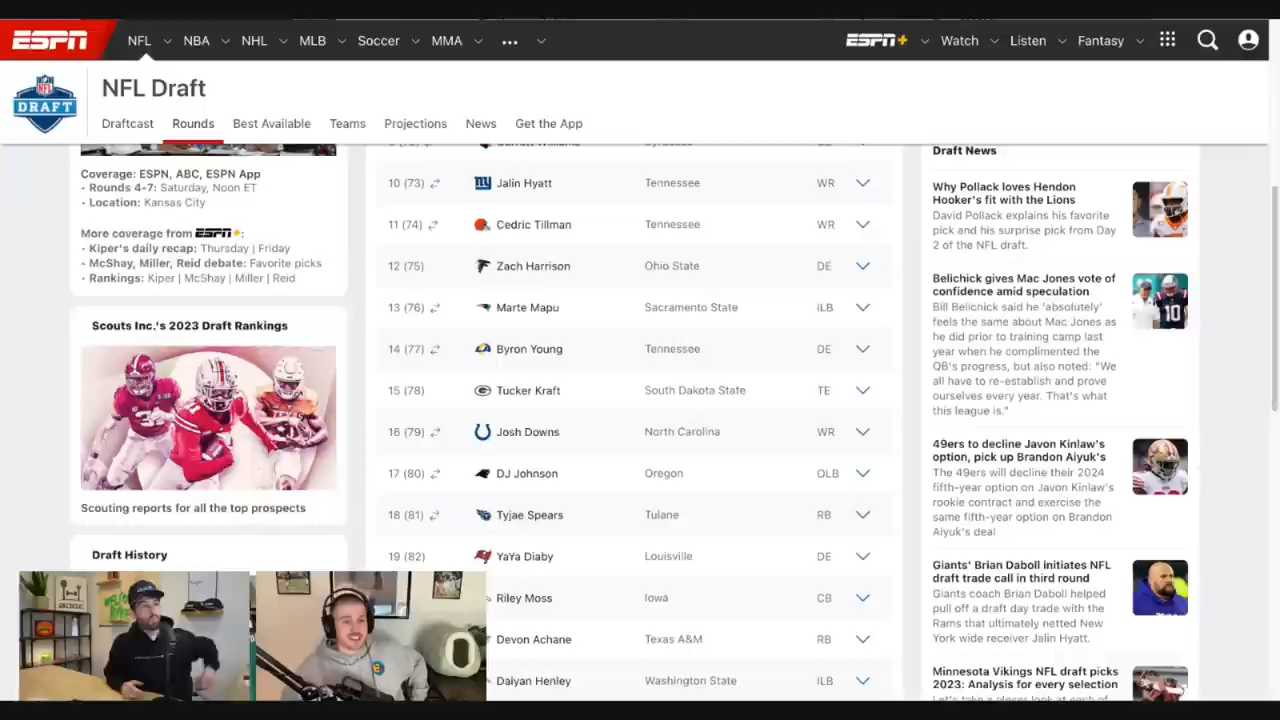 ESPN NFL NBA NHL MLB Soccer MMA ... ESPN+ Watch Listen Fantasy
NFL DRAFT
NFL Draft
Draftcast Rounds Best Available Teams Projections News Get the App
Coverage: ESPN, ABC, ESPN App
- Rounds 4-7: Saturday, Noon ET
- Location: Kansas City
More coverage from ESPN+:
- Kiper's daily recap: Thursday | Friday
- McShay, Miller, Reid debate: Favorite picks
- Rankings: Kiper | McShay | Miller | Reid
Scouts Inc.'s 2023 Draft Rankings
Scouting reports for all the top prospects
Draft History
10 (73) Jalin Hyatt Tennessee WR
11 (74) Cedric Tillman Tennessee WR
12 (75) Zach Harrison Ohio State DE
13 (76) Marte Mapu Sacramento State ILB
14 (77) Byron Young Tennessee DE
15 (78) Tucker Kraft South Dakota State TE
16 (79) Josh Downs North Carolina WR
17 (80) DJ Johnson Oregon OLB
18 (81) Tyjae Spears Tulane RB
19 (82) YaYa Diaby Louisville DE
Riley Moss Iowa CB
Devon Achane Texas A&M RB
Daiyan Henley Washington State ILB
Draft News
Why Pollack loves Hendon
Hooker's fit with the Lions
David Pollack explains his favorite
pick and his surprise pick from Day
2 of the NFL draft.
Belichick gives Mac Jones vote of
confidence amid speculation
Bill Belichick said he 'absolutely'
feels the same about Mac Jones as
he did prior to training camp last
year when he complimented the
QB's progress, but also noted: "We
all have to re-establish and prove
ourselves every year. That's what
this league is."
10
49ers to decline Javon Kinlaw's
option, pick up Brandon Aiyuk's
The 49ers will decline their 2024
fifth-year option on Javon Kinlaw's
rookie contract and exercise the
same fifth-year option on Brandon
Aiyuk's deal
Giants' Brian Daboll initiates NFL
draft trade call in third round
Giants coach Brian Daboll helped
pull off a draft day trade with the
Rams that ultimately netted New
York wide receiver Jalin Hyatt.
Minnesota Vikings NFL draft picks
2023: Analysis for every selection